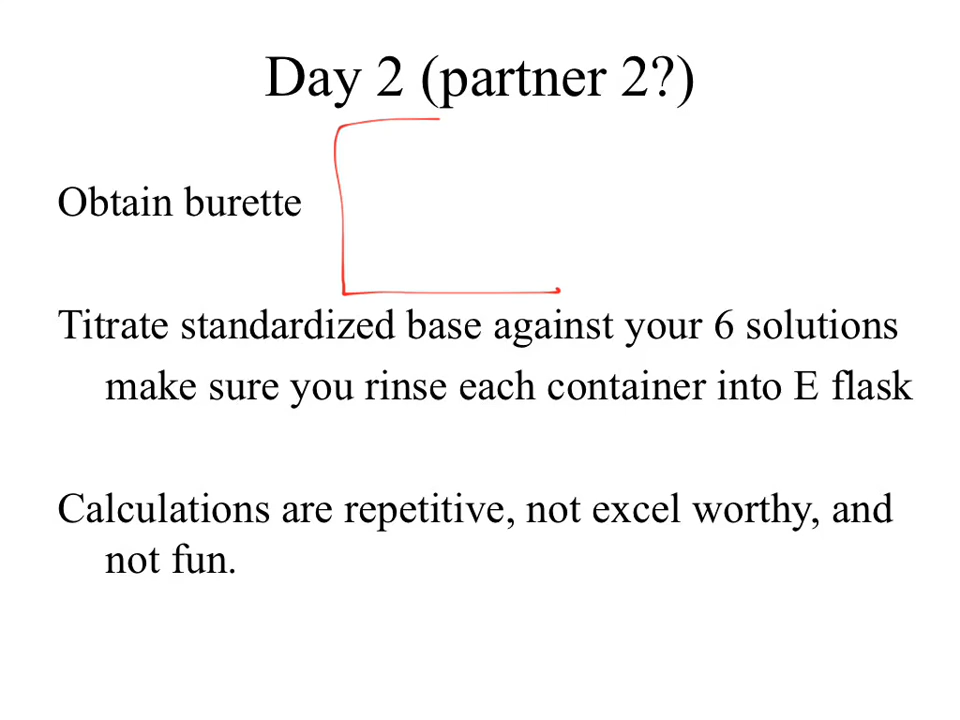 Day 2 (partner 2?)
Obtain burette
Titrate standardized base against your 6 solutions
make sure you rinse each container into E flask
Calculations are repetitive, not excel worthy, and
not fun.